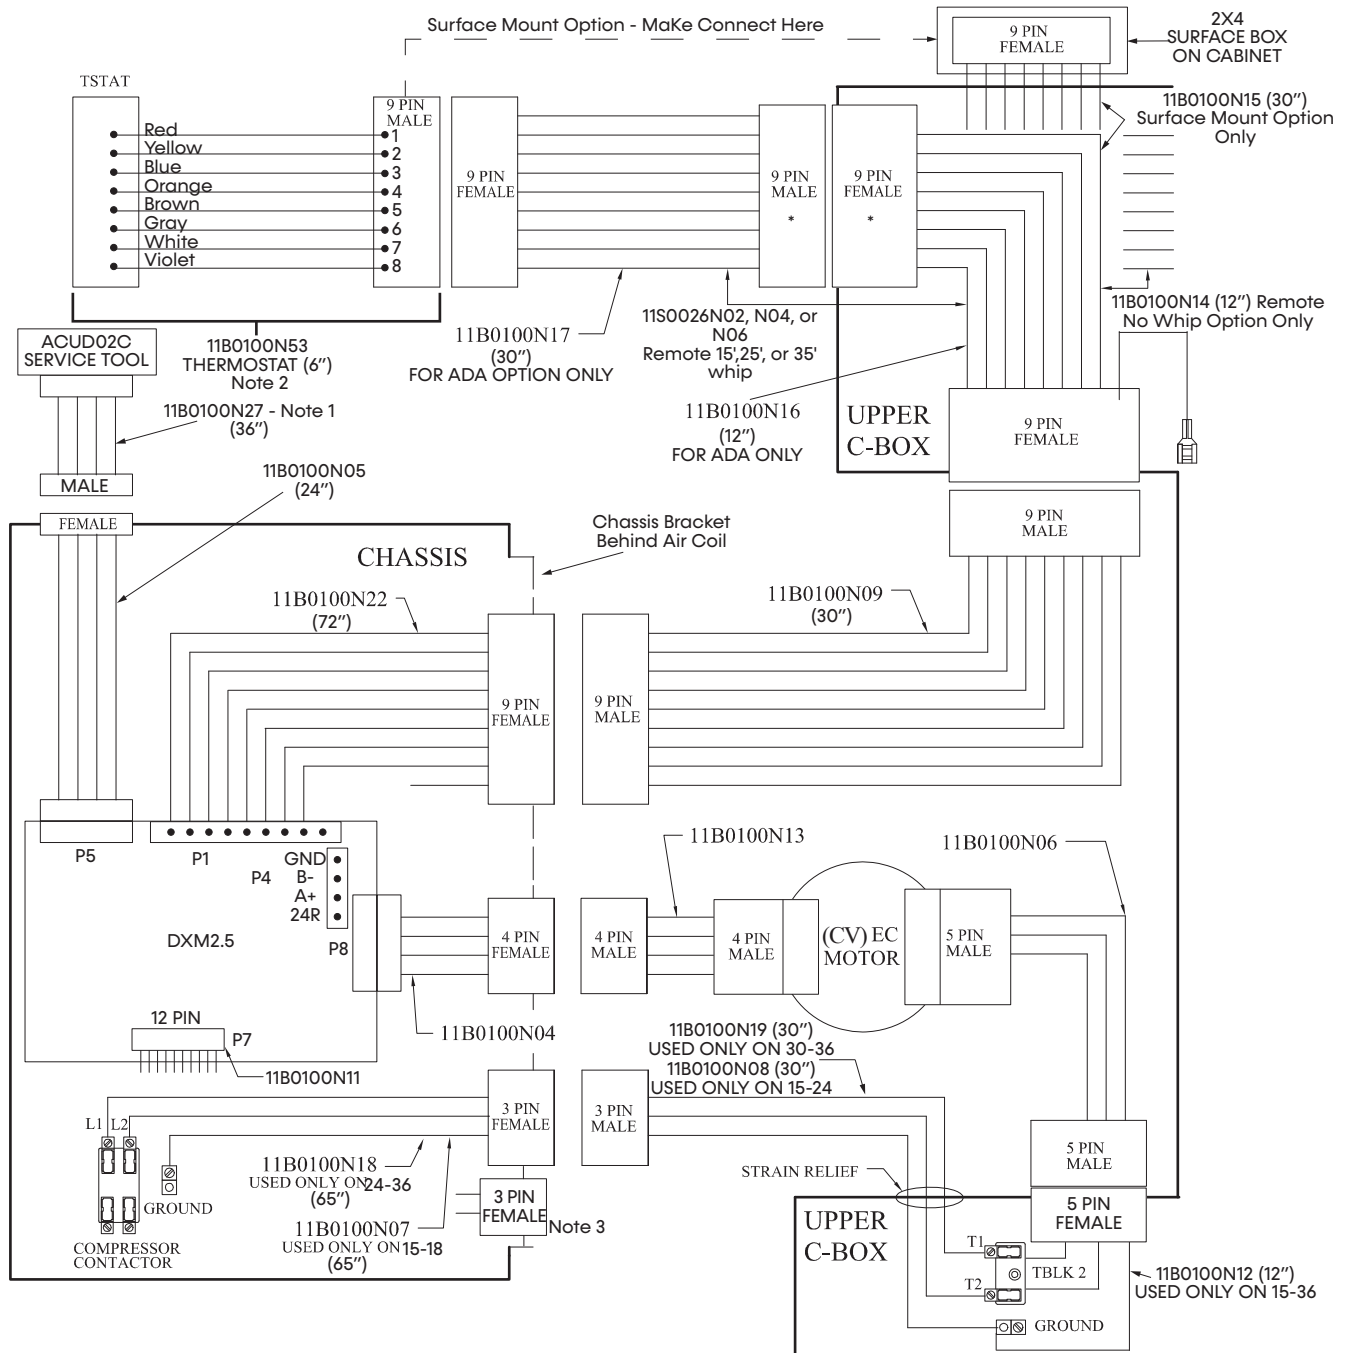 Surface Mount Option - MaKe Connect Here
9 PIN
FEMALE
2X4
SURFACE BOX
ON CABINET
TSTAT
9 PIN
MALE
Red
Yellow
Blue
Orange
Brown
Gray
White
Violet
1
2
3
4
5
6
7
8
9 PIN
FEMALE
9 PIN
MALE
*
9 PIN
FEMALE
*
11B0100N15 (30”)
Surface Mount Option
Only
11B0100N14 (12”) Remote
No Whip Option Only
ACUD02C
SERVICE TOOL
11B0100N53
THERMOSTAT (6”)
Note 2
11B0100N17
(30”)
FOR ADA OPTION ONLY
11S0026N02, N04, or
N06
Remote 15',25', or 35'
whip
11B0100N27 - Note 1
(36”)
11B0100N16
(12”)
FOR ADA ONLY
UPPER
C-BOX
9 PIN
FEMALE
MALE
11B0100N05
(24”)
FEMALE
9 PIN
MALE
CHASSIS
Chassis Bracket
Behind Air Coil
11B0100N22
(72”)
11B0100N09
(30”)
9 PIN
FEMALE
9 PIN
MALE
P5
P1
P4
GND
B-
A+
24R
P8
DXM2.5
11B0100N13
11B0100N06
4 PIN
FEMALE
4 PIN
MALE
4 PIN
MALE
(CV) EC
MOTOR
5 PIN
MALE
12 PIN
P7
11B0100N04
11B0100N11
11B0100N19 (30”)
USED ONLY ON 30-36
11B0100N08 (30”)
USED ONLY ON 15-24
L1
L2
3 PIN
FEMALE
3 PIN
MALE
5 PIN
MALE
11B0100N18
USED ONLY ON 24-36
(65”)
GROUND
11B0100N07
USED ONLY ON 15-18
(65”)
COMPRESSOR
CONTACTOR
3 PIN
FEMALE
Note 3
STRAIN RELIEF
UPPER
C-BOX
5 PIN
FEMALE
T1
TBLK 2
T2
GROUND
11B0100N12 (12”)
USED ONLY ON 15-36